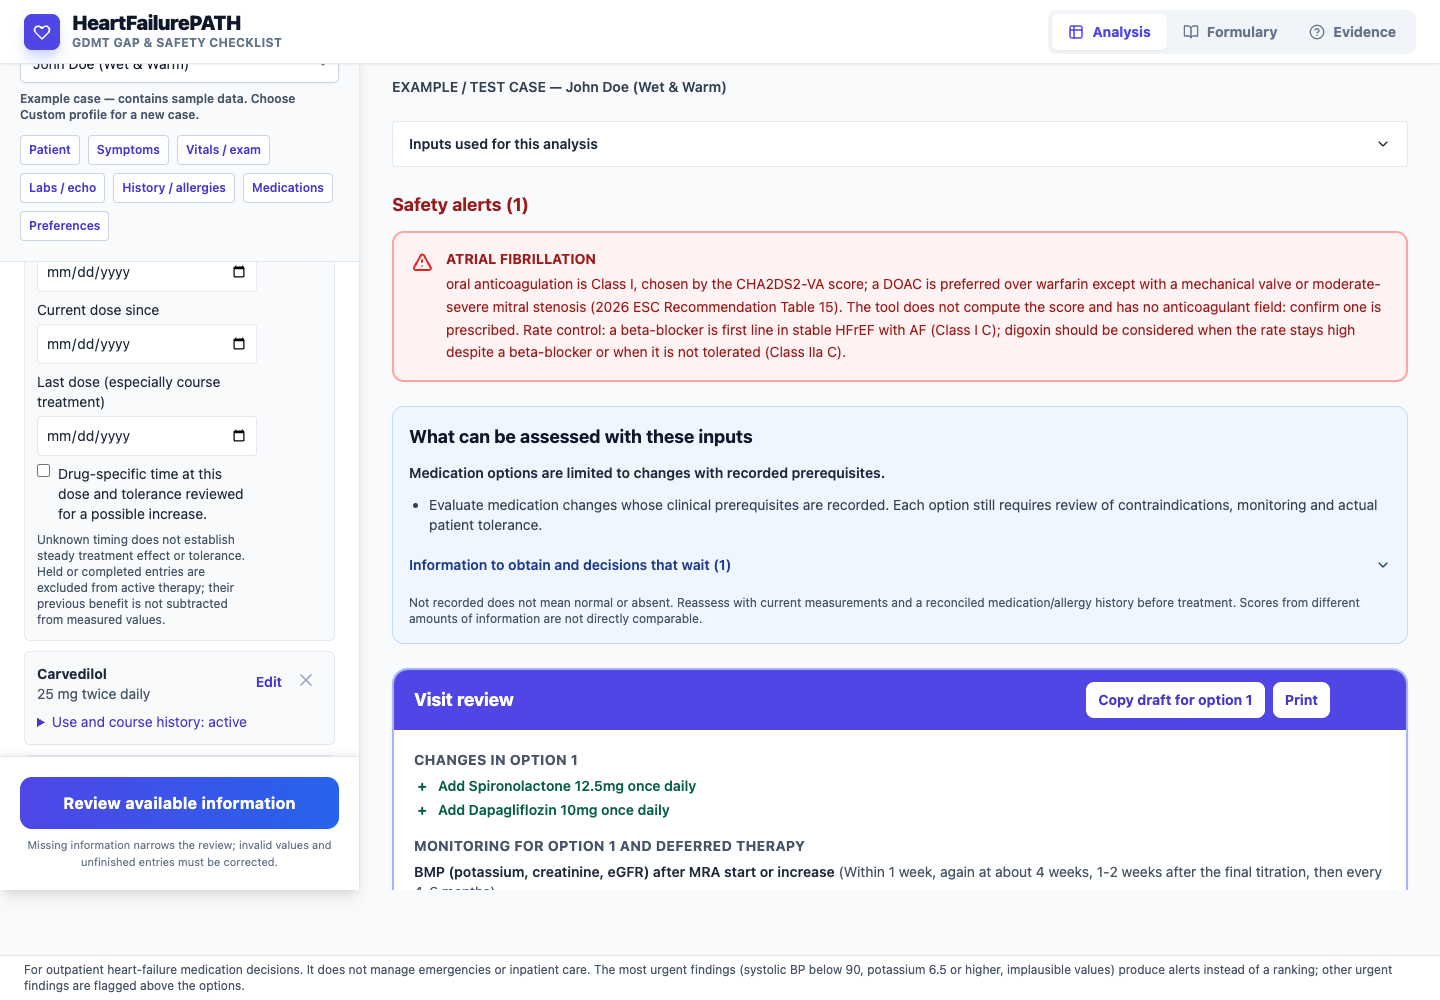 HeartFailurePATH
GDMT GAP & SAFETY CHECKLIST
Analysis
Formulary
Evidence
John Doe (Wet & Warm)
Example case — contains sample data. Choose
Custom profile for a new case.
Patient
Symptoms
Vitals / exam
Labs / echo
History / allergies
Medications
Preferences
mm/dd/yyyy
Current dose since
mm/dd/yyyy
Last dose (especially course
treatment)
mm/dd/yyyy
Drug-specific time at this
dose and tolerance reviewed
for a possible increase.
Unknown timing does not establish
steady treatment effect or tolerance.
Held or completed entries are
excluded from active therapy; their
previous benefit is not subtracted
from measured values.
Carvedilol
25 mg twice daily
Edit
Use and course history: active
Review available information
Missing information narrows the review; invalid values and
unfinished entries must be corrected.
EXAMPLE / TEST CASE — John Doe (Wet & Warm)
Inputs used for this analysis
Safety alerts (1)
ATRIAL FIBRILLATION
oral anticoagulation is Class I, chosen by the CHA2DS2-VA score; a DOAC is preferred over warfarin except with a mechanical valve or moderate-
severe mitral stenosis (2026 ESC Recommendation Table 15). The tool does not compute the score and has no anticoagulant field: confirm one is
prescribed. Rate control: a beta-blocker is first line in stable HFrEF with AF (Class I C); digoxin should be considered when the rate stays high
despite a beta-blocker or when it is not tolerated (Class IIa C).
What can be assessed with these inputs
Medication options are limited to changes with recorded prerequisites.
• Evaluate medication changes whose clinical prerequisites are recorded. Each option still requires review of contraindications, monitoring and actual
patient tolerance.
Information to obtain and decisions that wait (1)
Not recorded does not mean normal or absent. Reassess with current measurements and a reconciled medication/allergy history before treatment. Scores from different
amounts of information are not directly comparable.
Visit review
Copy draft for option 1
Print
CHANGES IN OPTION 1
+ Add Spironolactone 12.5mg once daily
+ Add Dapagliflozin 10mg once daily
MONITORING FOR OPTION 1 AND DEFERRED THERAPY
BMP (potassium, creatinine, eGFR) after MRA start or increase (Within 1 week, again at about 4 weeks, 1-2 weeks after the final titration, then every
4-6 months)
For outpatient heart-failure medication decisions. It does not manage emergencies or inpatient care. The most urgent findings (systolic BP below 90, potassium 6.5 or higher, implausible values) produce alerts instead of a ranking; other urgent
findings are flagged above the options.